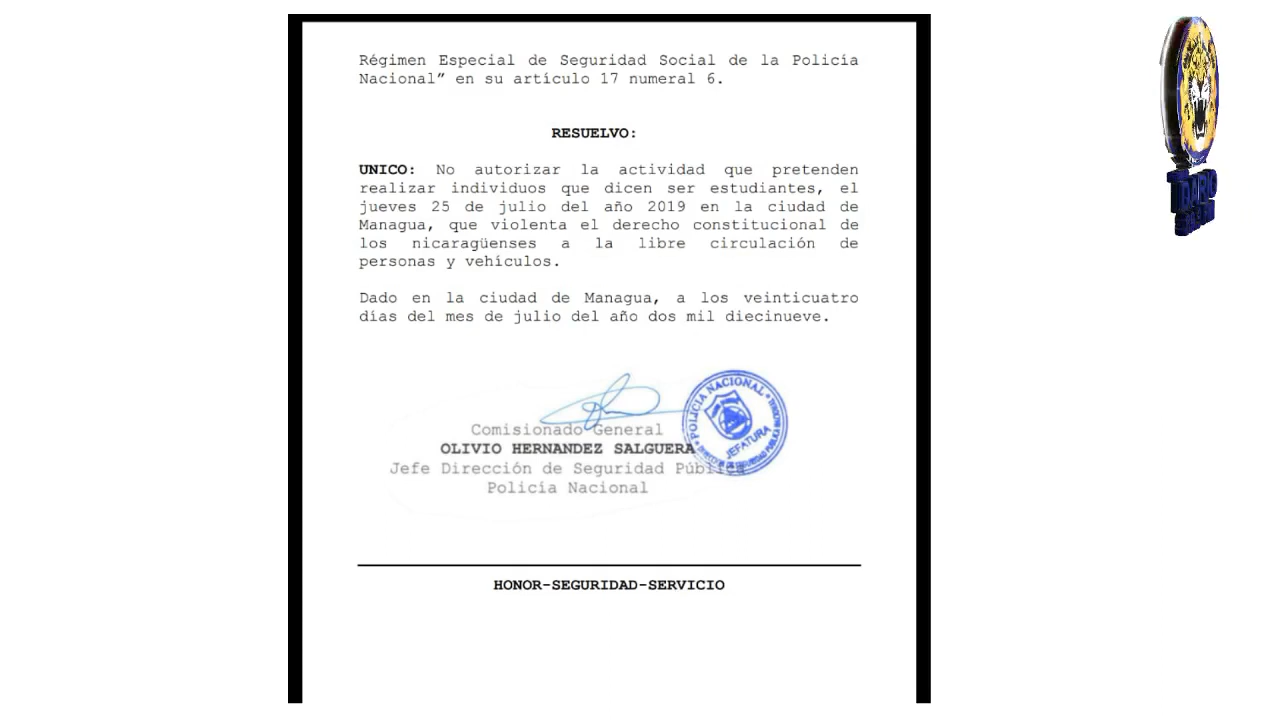 Régimen Especial de Seguridad Social de la Policía
Nacional” en su artículo 17 numeral 6.
RESUELVO:
UNICO: No autorizar la actividad que pretenden
realizar individuos que dicen ser estudiantes, el
jueves 25 de julio del año 2019 en la ciudad de
Managua, que violenta el derecho constitucional de
los nicaragüenses a la libre circulación de
personas y vehículos.
Dado en la ciudad de Managua, a los veinticuatro
días del mes de julio del año dos mil diecinueve.
Comisionado General
OLIVIO HERNANDEZ SALGUERA
Jefe Dirección de Seguridad Pública
Policía Nacional
POLICIA NACIONAL
JEFATURA
HONOR-SEGURIDAD-SERVICIO